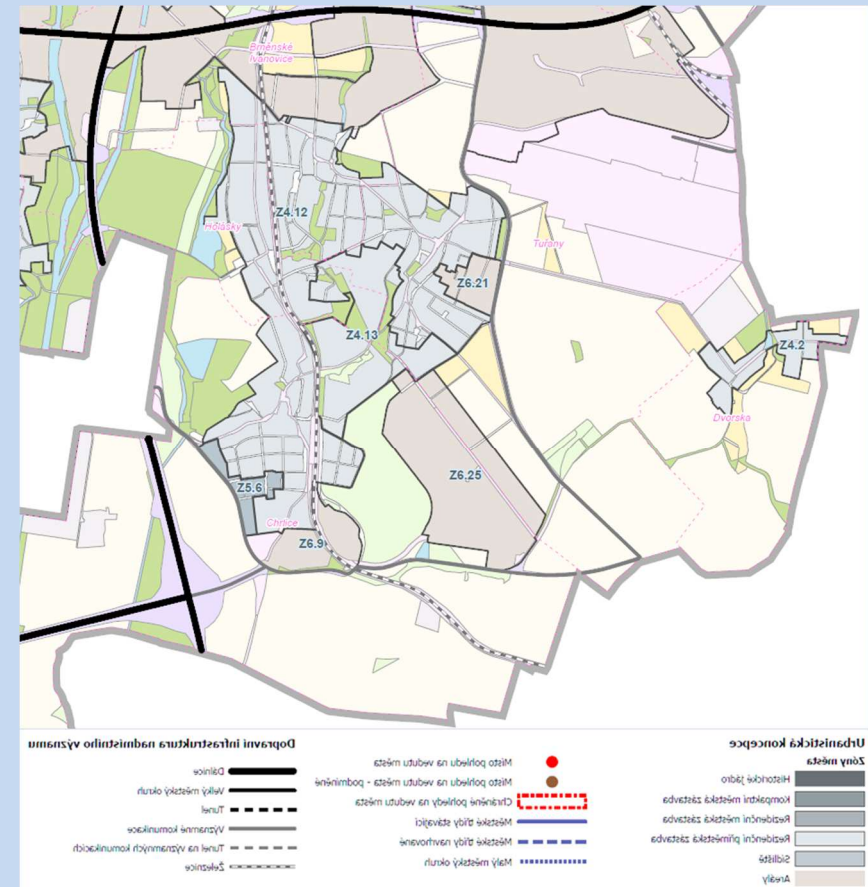 Brněnské
Ivanovice
Z4.12
Holásky
Tuřany
Z6.21
Z4.13
Z4.2
Dvorska
Z6.25
Z5.6
Chrlice
Z6.9
Urbanistická koncepce
Zóny města
Historické jádro
Kompaktní městská zástavba
Rezidenční městská zástavba
Rezidenční příměstská zástavba
Sídliště
Areály
Místo pohledu na vedutu města
Místo pohledu na vedutu města - podmíněné
Chráněné pohledy na vedutu města
Městské třídy stávající
Městské třídy navrhované
Malý městský okruh
Dopravní infrastruktura nadmístního významu
Dálnice
Velký městský okruh
Tunel
Významné komunikace
Tunel na významných komunikacích
Železnice